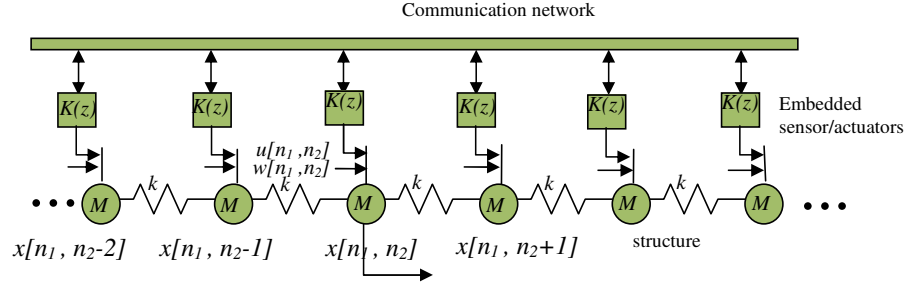 Communication network
K(z) K(z) K(z) K(z) K(z) K(z)
Embedded
sensor/actuators
u[n₁ ,n₂]
w[n₁ ,n₂]
k k k k k
M M M M M M
x[n₁ , n₂-2] x[n₁ , n₂-1] x[n₁ , n₂] x[n₁ , n₂+1] structure